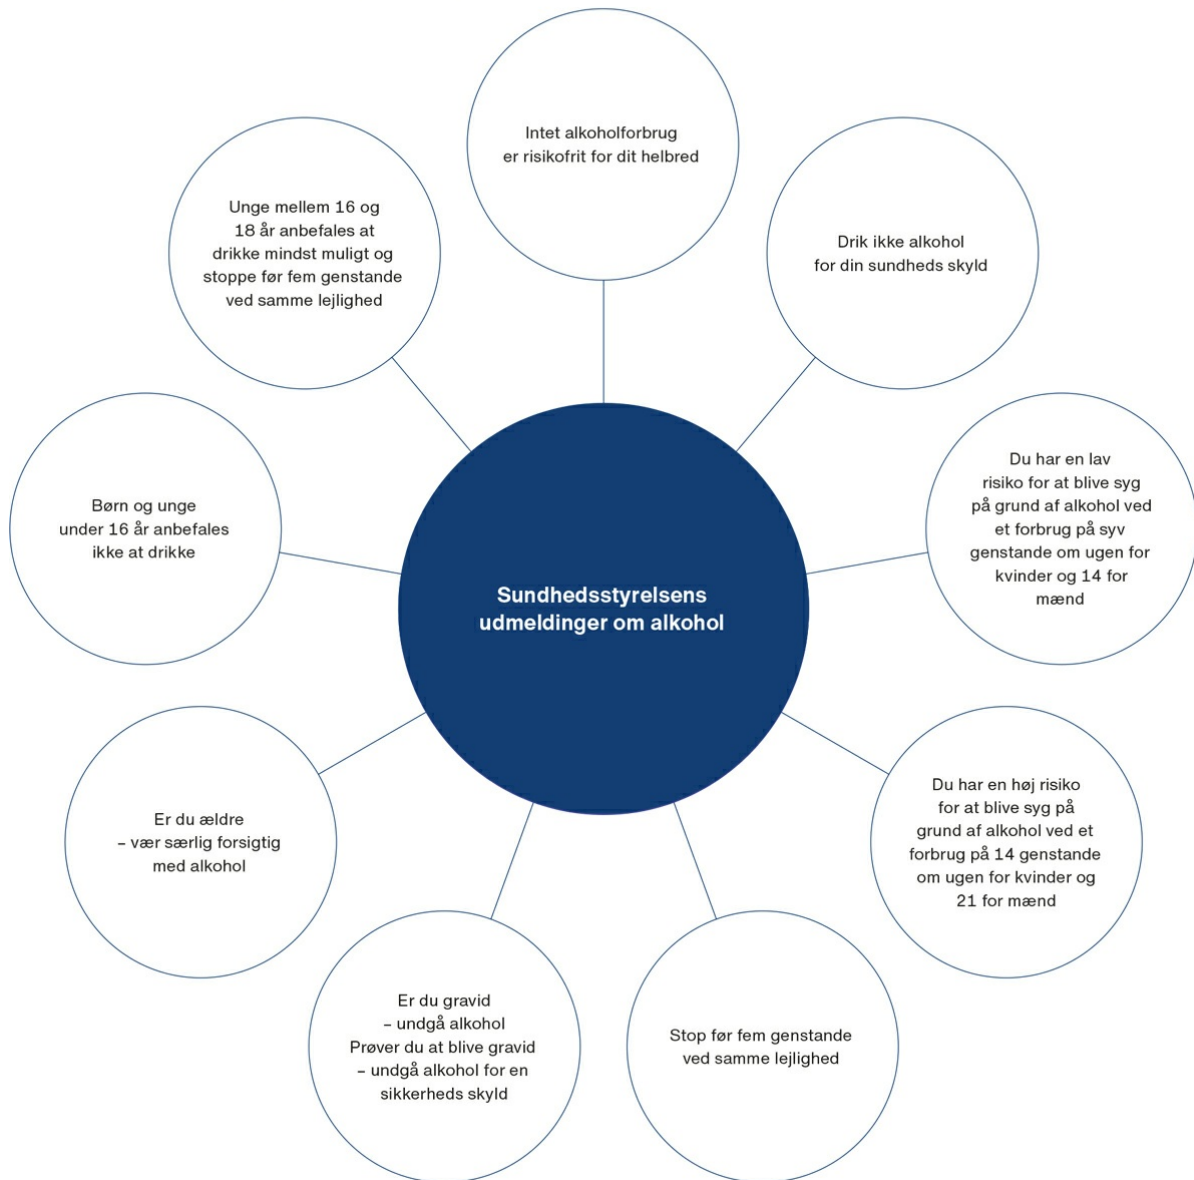 Intet alkoholforbrug
er risikofrit for dit helbred
Drik ikke alkohol
for din sundheds skyld
Du har en lav
risiko for at blive syg
på grund af alkohol ved
et forbrug på syv
genstande om ugen for
kvinder og 14 for
mænd
Du har en høj risiko
for at blive syg på
grund af alkohol ved et
forbrug på 14 genstande
om ugen for kvinder og
21 for mænd
Stop før fem genstande
ved samme lejlighed
Er du gravid
– undgå alkohol
Prøver du at blive gravid
– undgå alkohol for en
sikkerheds skyld
Er du ældre
– vær særlig forsigtig
med alkohol
Børn og unge
under 16 år anbefales
ikke at drikke
Unge mellem 16 og
18 år anbefales at
drikke mindst muligt og
stoppe før fem genstande
ved samme lejlighed
Sundhedsstyrelsens
udmeldinger om alkohol